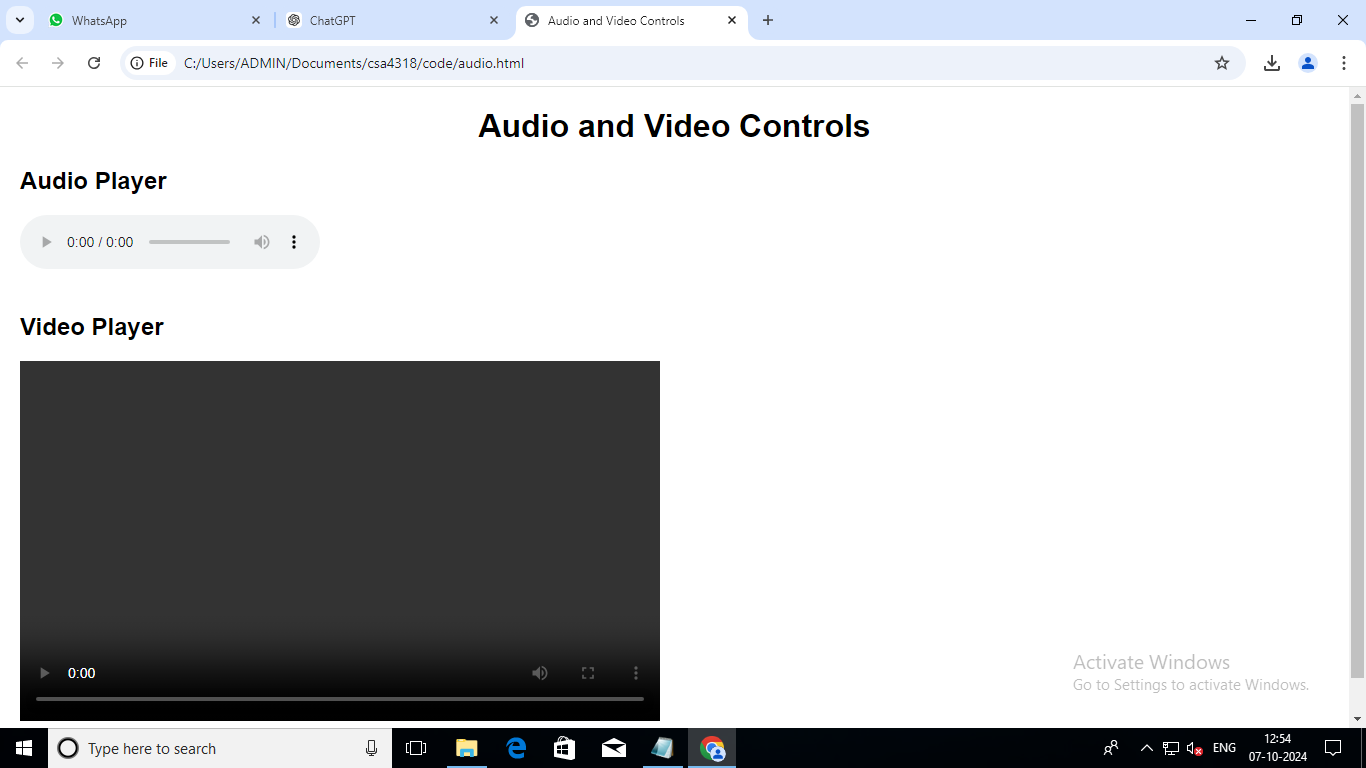 WhatsApp
ChatGPT
Audio and Video Controls
File
C:/Users/ADMIN/Documents/csa4318/code/audio.html
Audio and Video Controls
Audio Player
0:00 / 0:00
Video Player
0:00
Activate Windows
Go to Settings to activate Windows.
Type here to search
ENG
12:54
07-10-2024